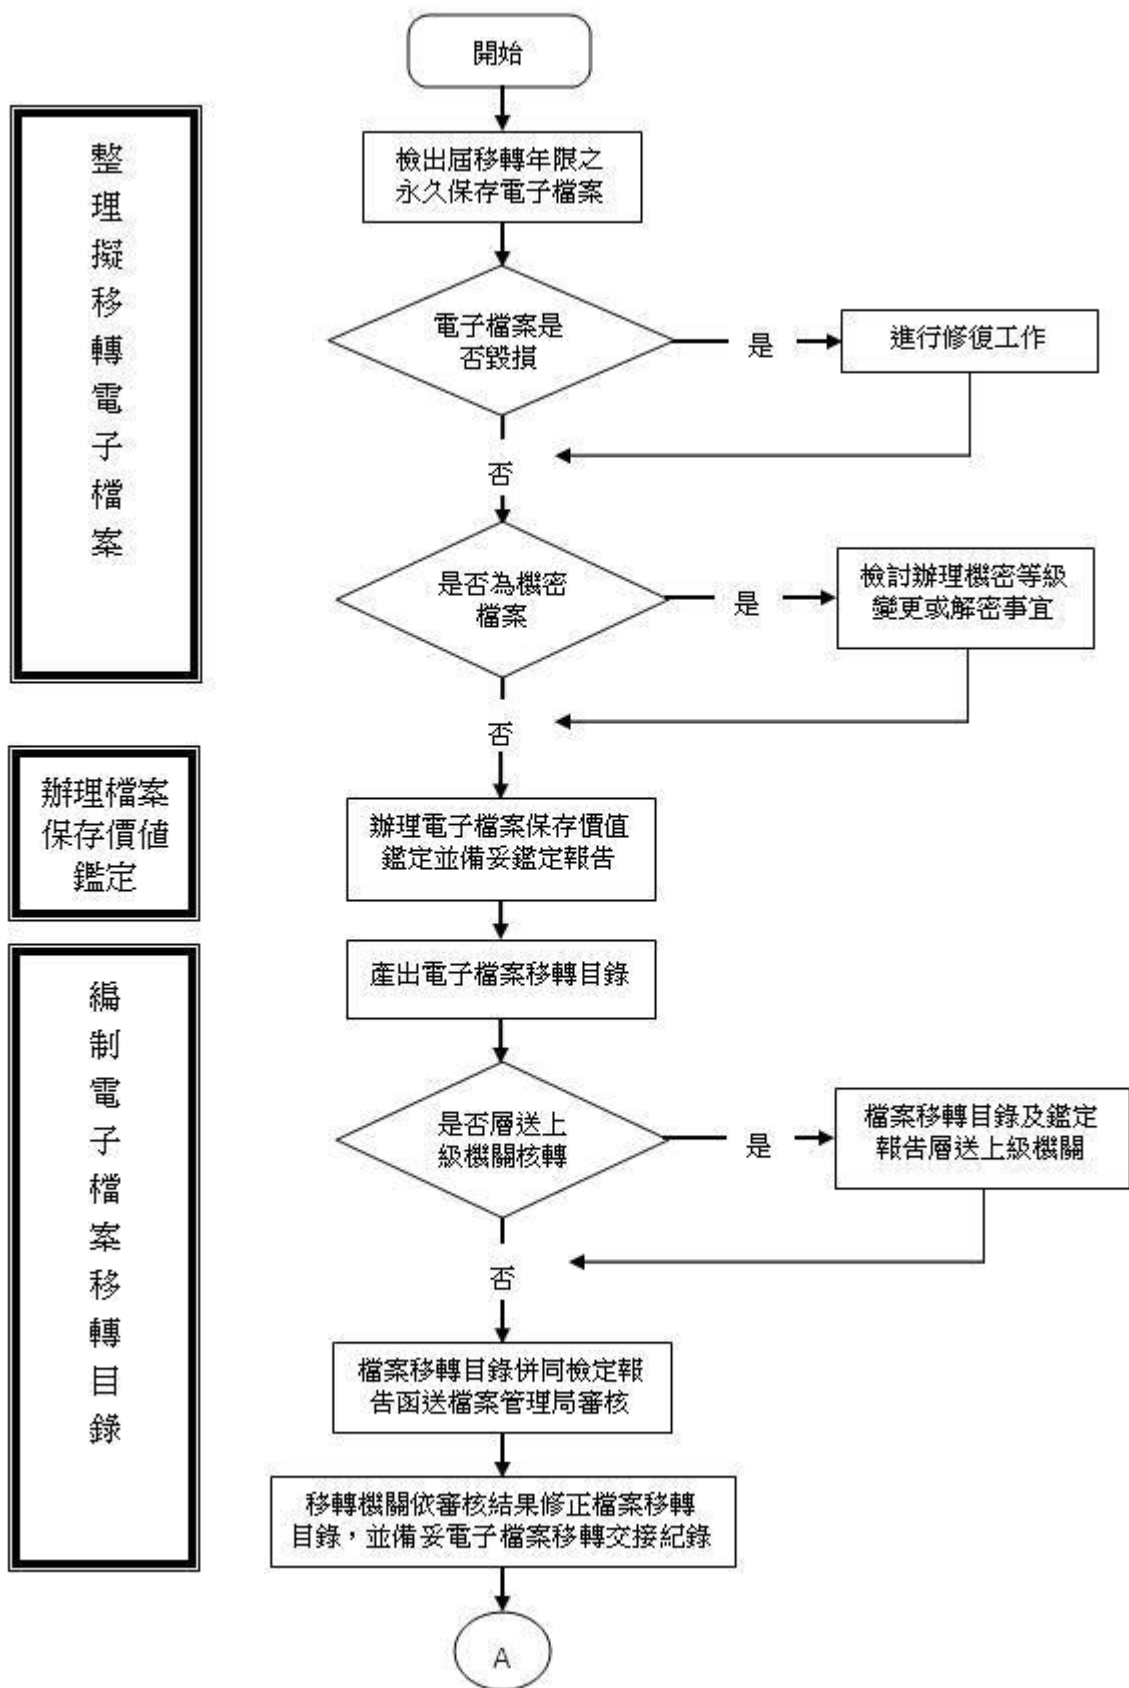 開始
整理擬移轉電子檔案
檢出屆移轉年限之
永久保存電子檔案
電子檔案是
否毀損
是
進行修復工作
否
是否為機密
檔案
是
檢討辦理機密等級
變更或解密事宜
否
辦理檔案
保存價值
鑑定
辦理電子檔案保存價值
鑑定並備妥鑑定報告
編制電子檔案移轉目錄
產出電子檔案移轉目錄
是否層送上
級機關核轉
是
檔案移轉目錄及鑑定
報告層送上級機關
否
檔案移轉目錄併同檢定報
告函送檔案管理局審核
移轉機關依審核結果修正檔案移轉
目錄，並備妥電子檔案移轉交接紀錄
A